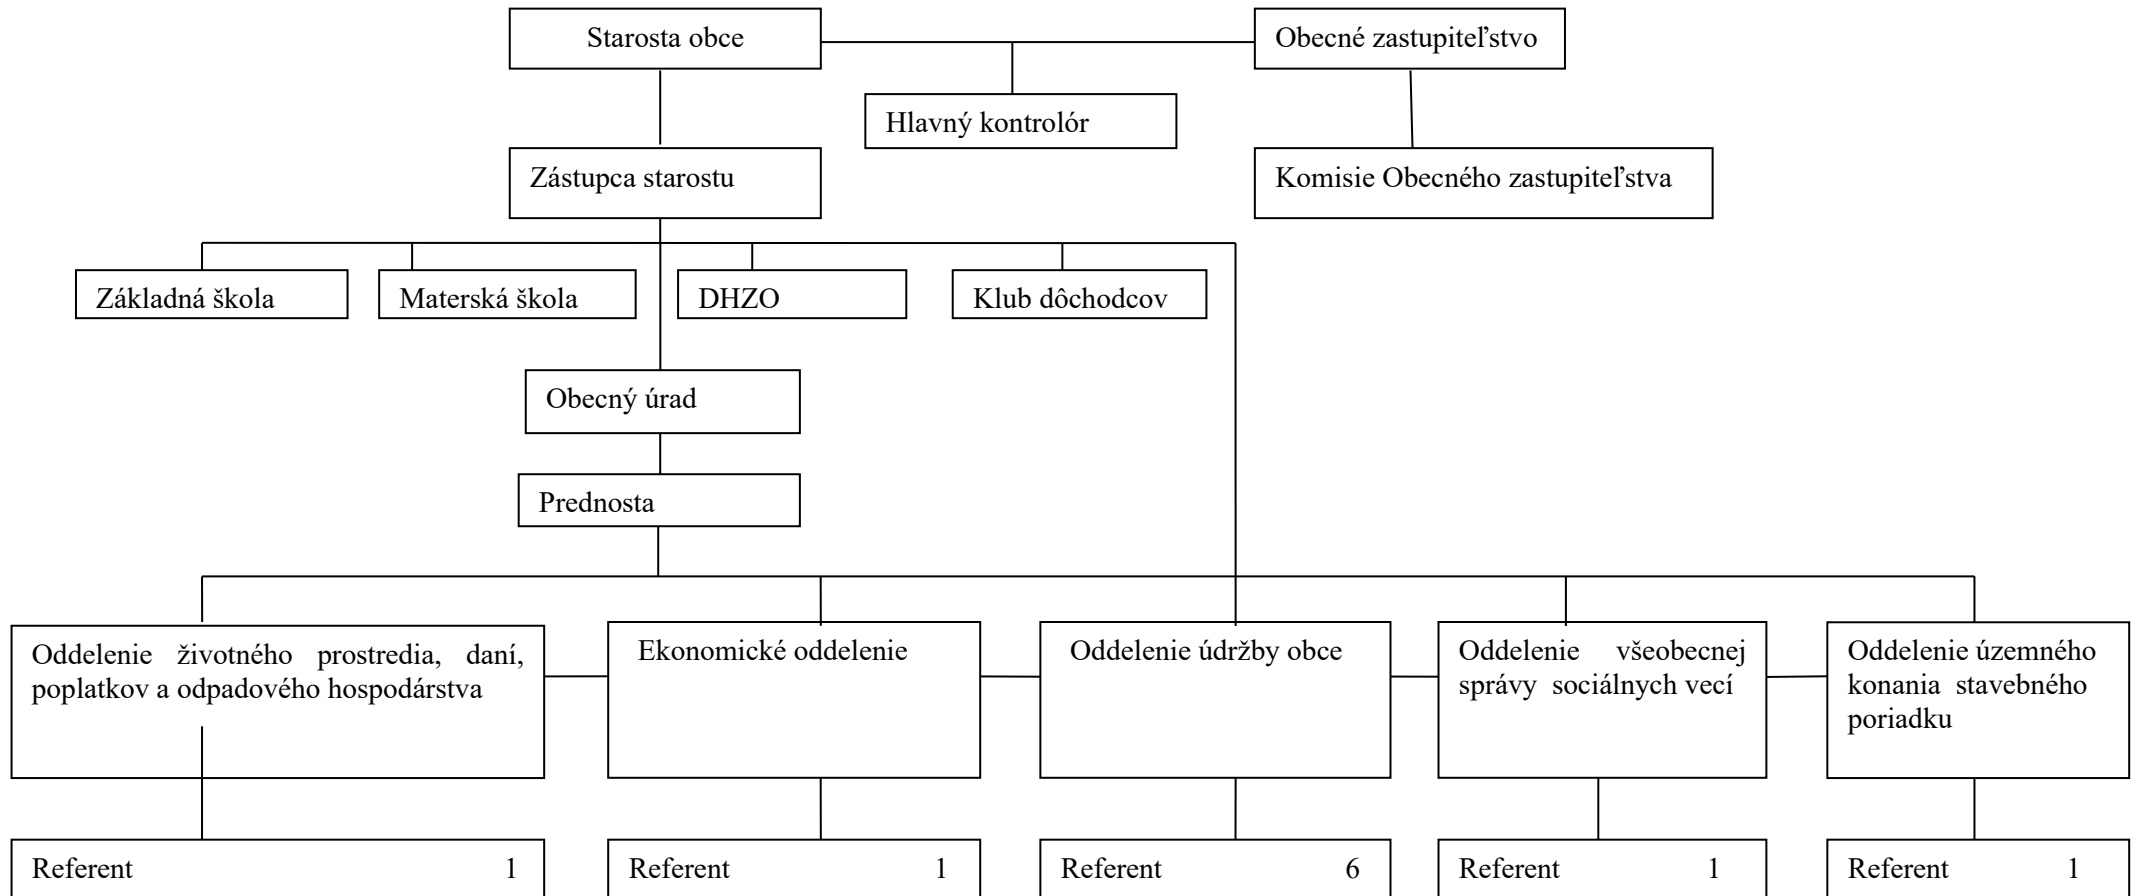 Starosta obce
Obecné zastupiteľstvo
Hlavný kontrolór
Zástupca starostu
Komisie Obecného zastupiteľstva
Základná škola
Materská škola
DHZO
Klub dôchodcov
Obecný úrad
Prednosta
Oddelenie životného prostredia, daní,
poplatkov a odpadového hospodárstva
Ekonomické oddelenie
Oddelenie údržby obce
Oddelenie všeobecnej
správy sociálnych vecí
Oddelenie územného
konania stavebného
poriadku
Referent 1
Referent 1
Referent 6
Referent 1
Referent 1